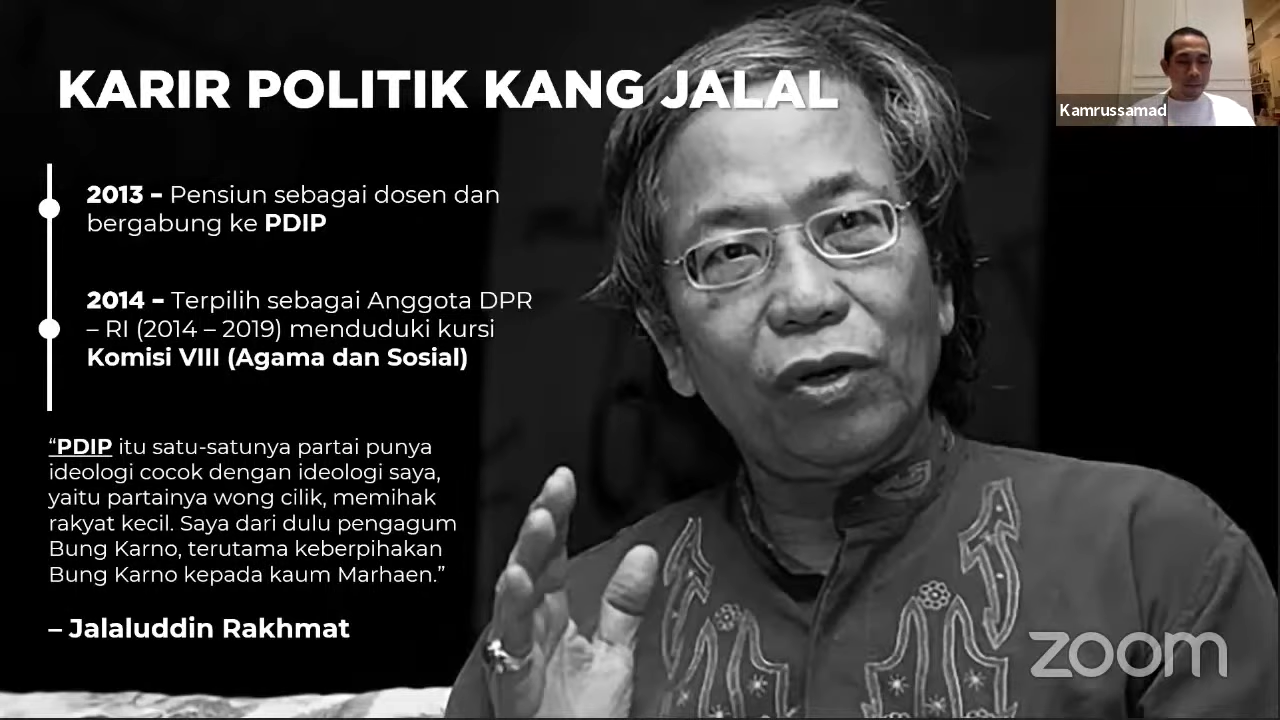 KARIR POLITIK KANG JALAL
Kamrussamad
2013 – Pensiun sebagai dosen dan
bergabung ke PDIP
2014 – Terpilih sebagai Anggota DPR
– RI (2014 – 2019) menduduki kursi
Komisi VIII (Agama dan Sosial)
“PDIP itu satu-satunya partai punya
ideologi cocok dengan ideologi saya,
yaitu partainya wong cilik, memihak
rakyat kecil. Saya dari dulu pengagum
Bung Karno, terutama keberpihakan
Bung Karno kepada kaum Marhaen.”
– Jalaluddin Rakhmat
zoom